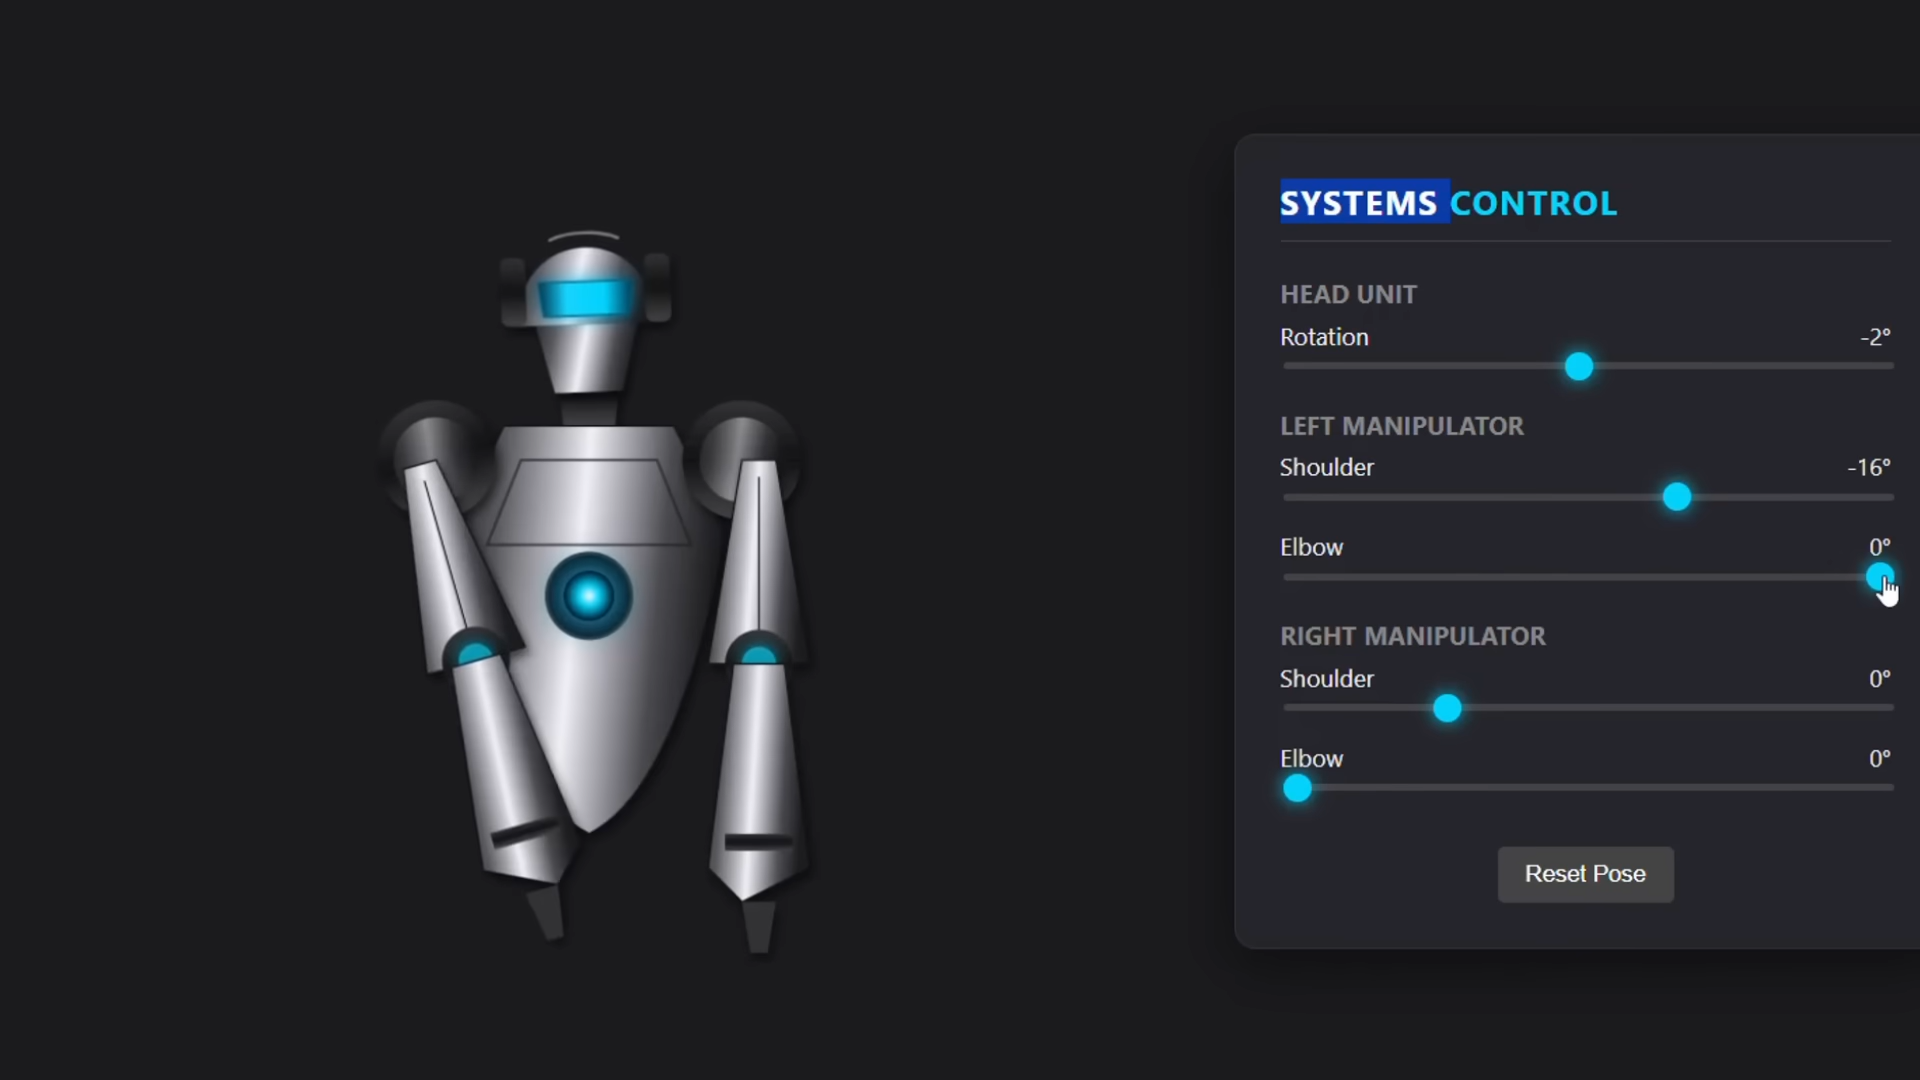 SYSTEMS CONTROL
HEAD UNIT
Rotation -2°
LEFT MANIPULATOR
Shoulder -16°
Elbow 0°
RIGHT MANIPULATOR
Shoulder 0°
Elbow 0°
Reset Pose